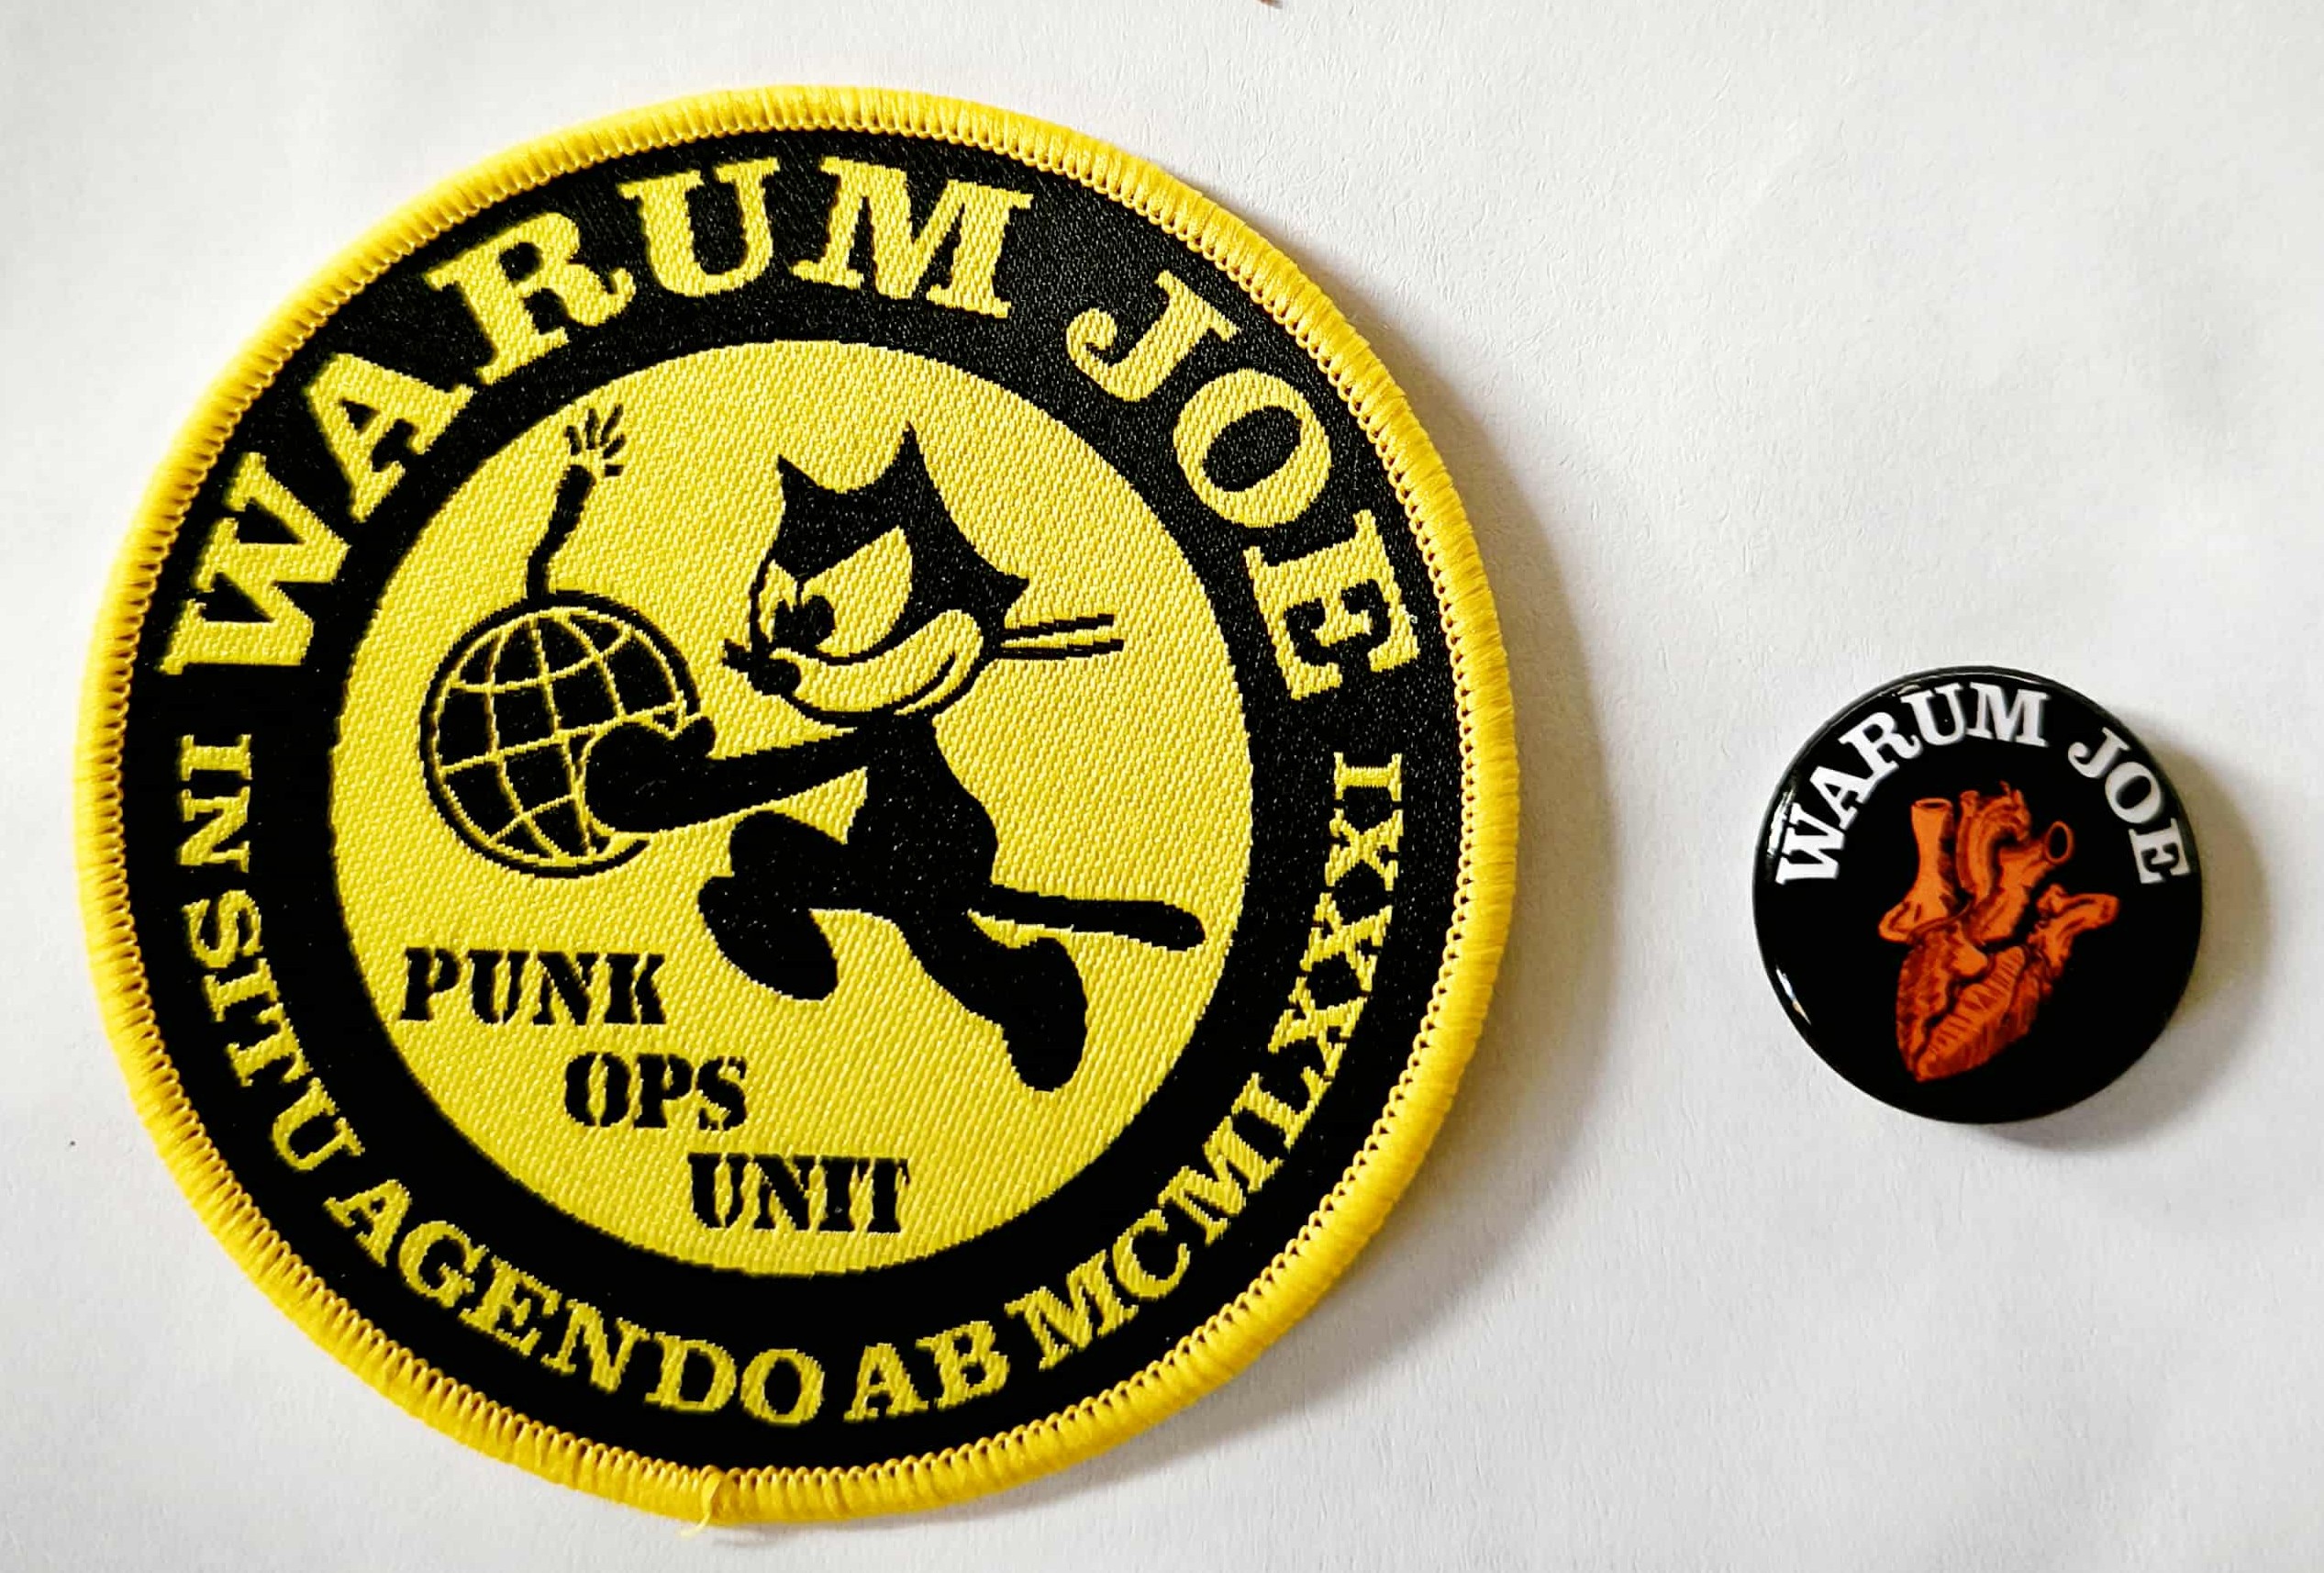 WARUM JOE
PUNK
OPS
UNIT
IN SITU AGENDO AB MCMLXXXI
WARUM JOE